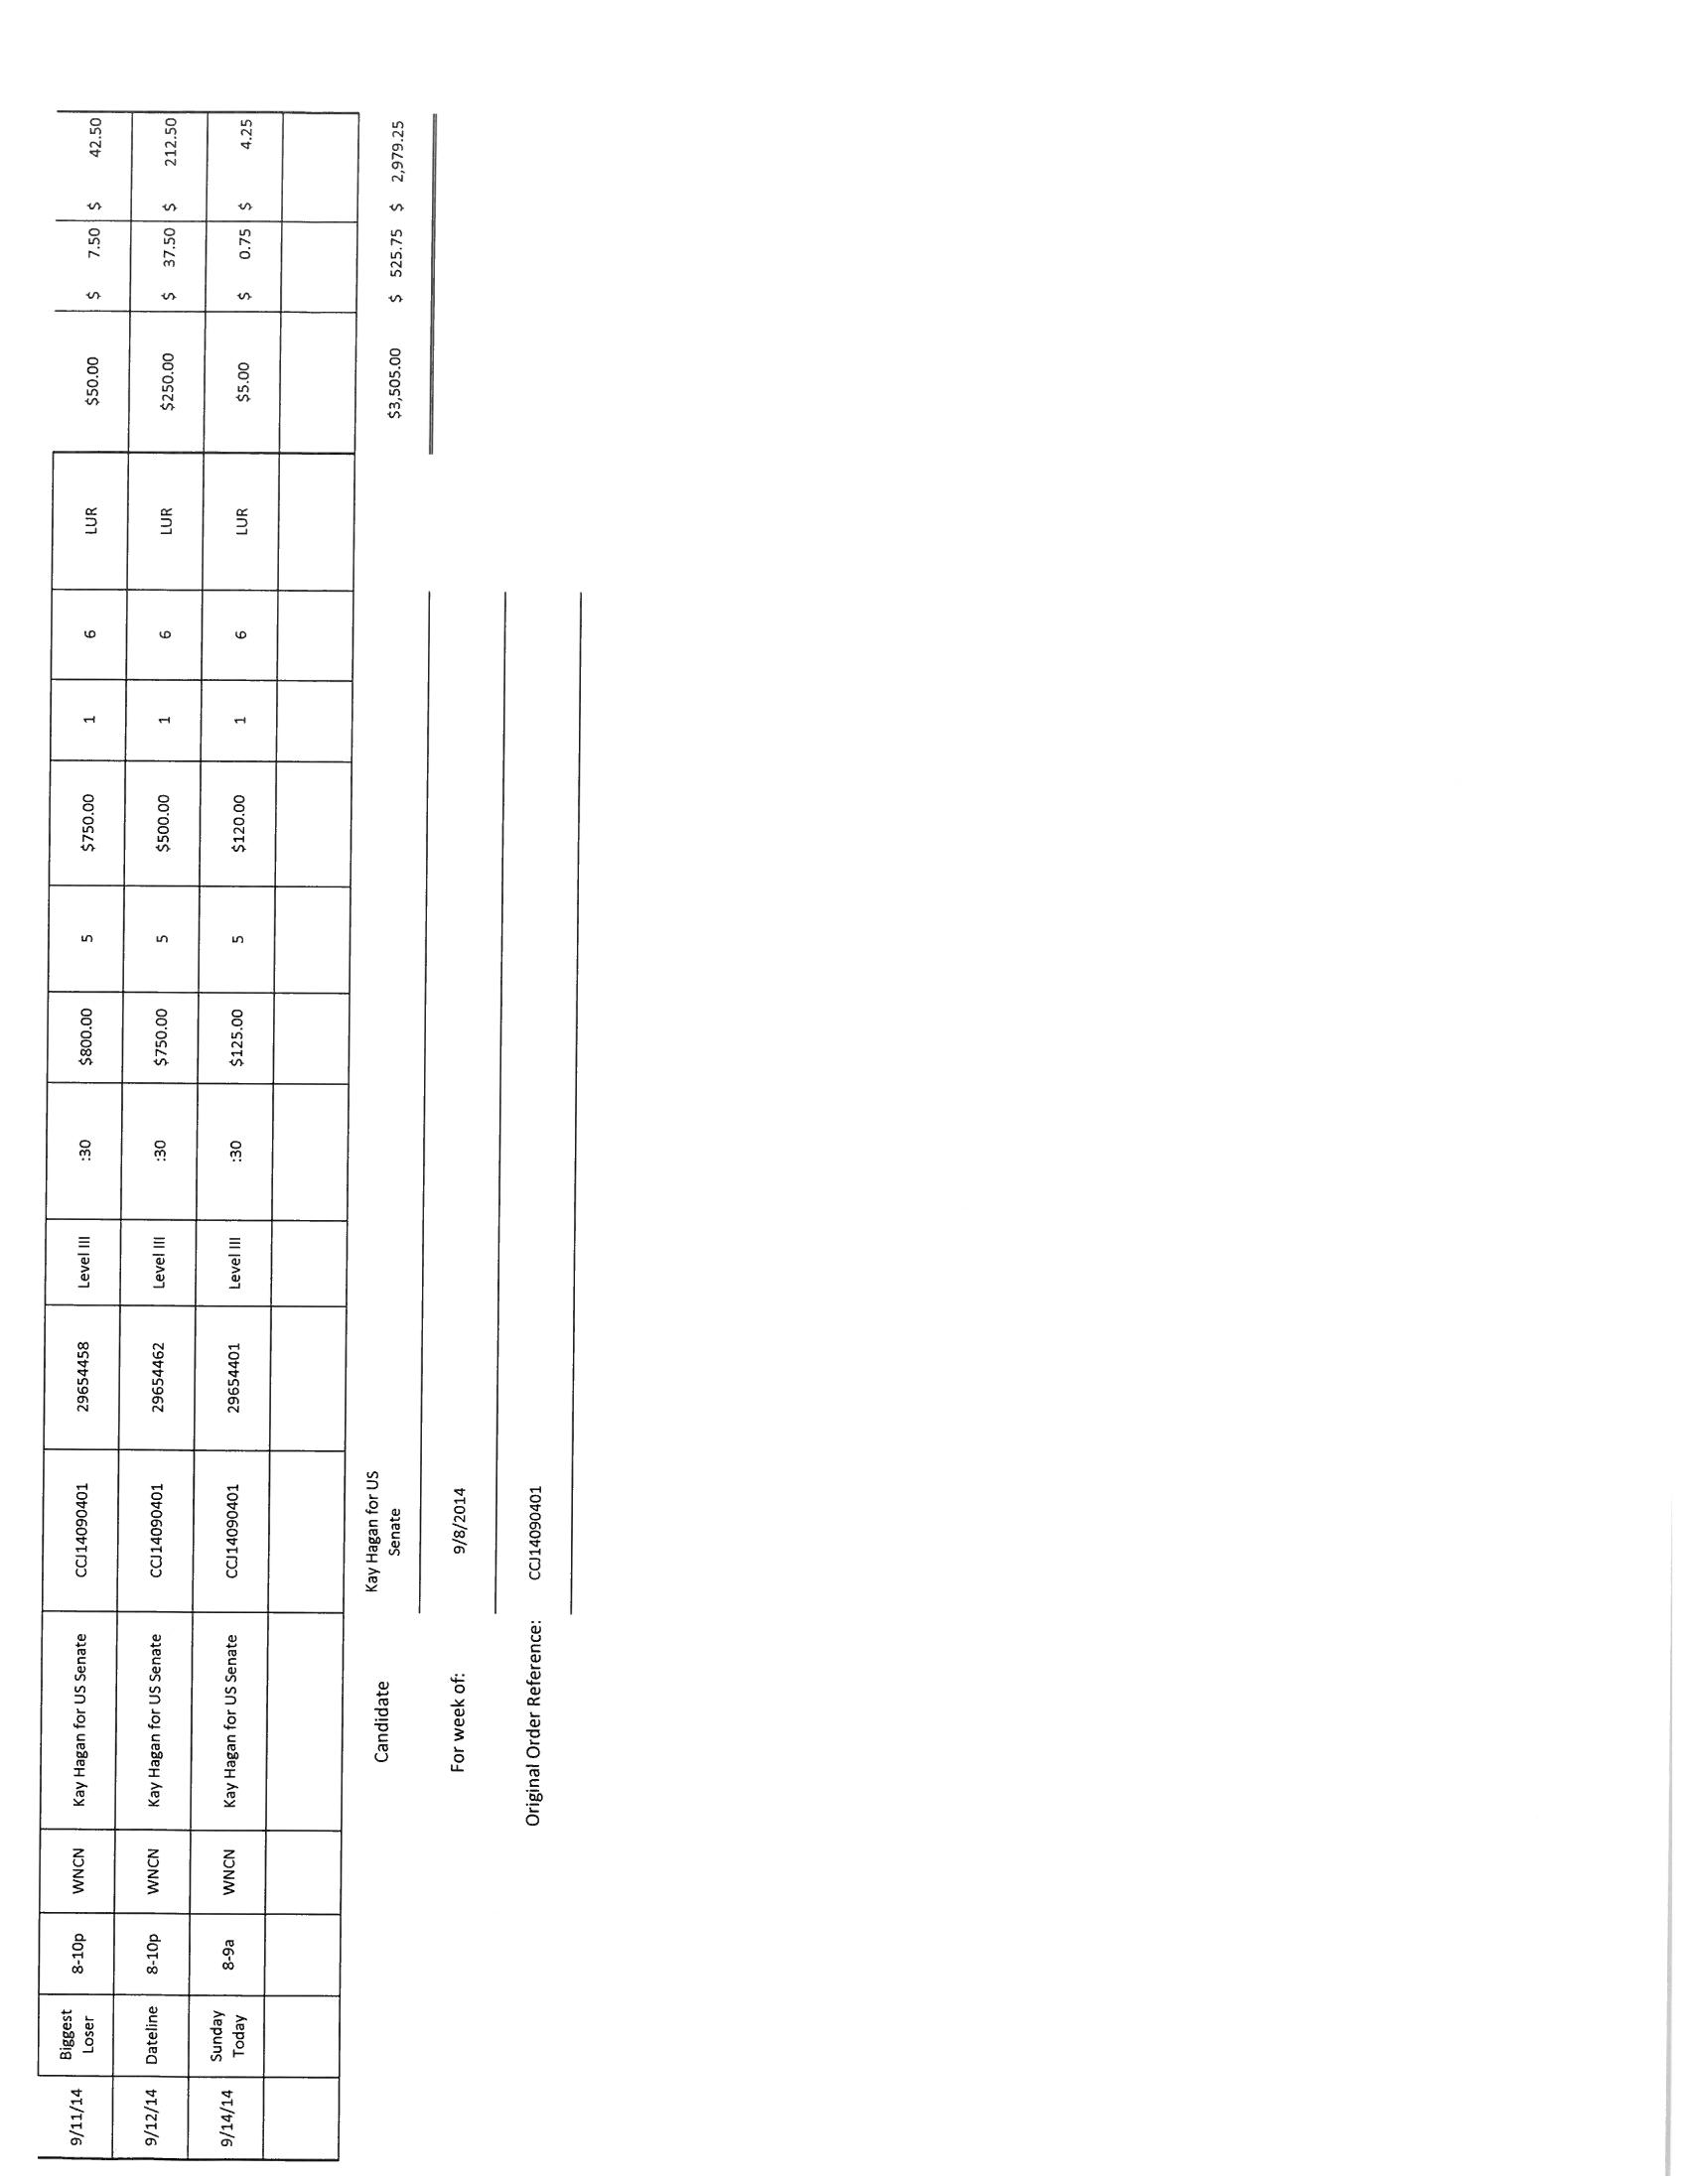 9/11/14 Biggest Loser 8-10p WNCN Kay Hagan for US Senate CCJ14090401 29654458 Level III :30 $800.00 5 $750.00 1 6 LUR $50.00 $ 7.50 $ 42.50
9/12/14 Dateline 8-10p WNCN Kay Hagan for US Senate CCJ14090401 29654462 Level III :30 $750.00 5 $500.00 1 6 LUR $250.00 $ 37.50 $ 212.50
9/14/14 Sunday Today 8-9a WNCN Kay Hagan for US Senate CCJ14090401 29654401 Level III :30 $125.00 5 $120.00 1 6 LUR $5.00 $ 0.75 $ 4.25
Candidate Kay Hagan for US Senate $3,505.00 $ 525.75 $ 2,979.25
For week of: 9/8/2014
Original Order Reference: CCJ14090401